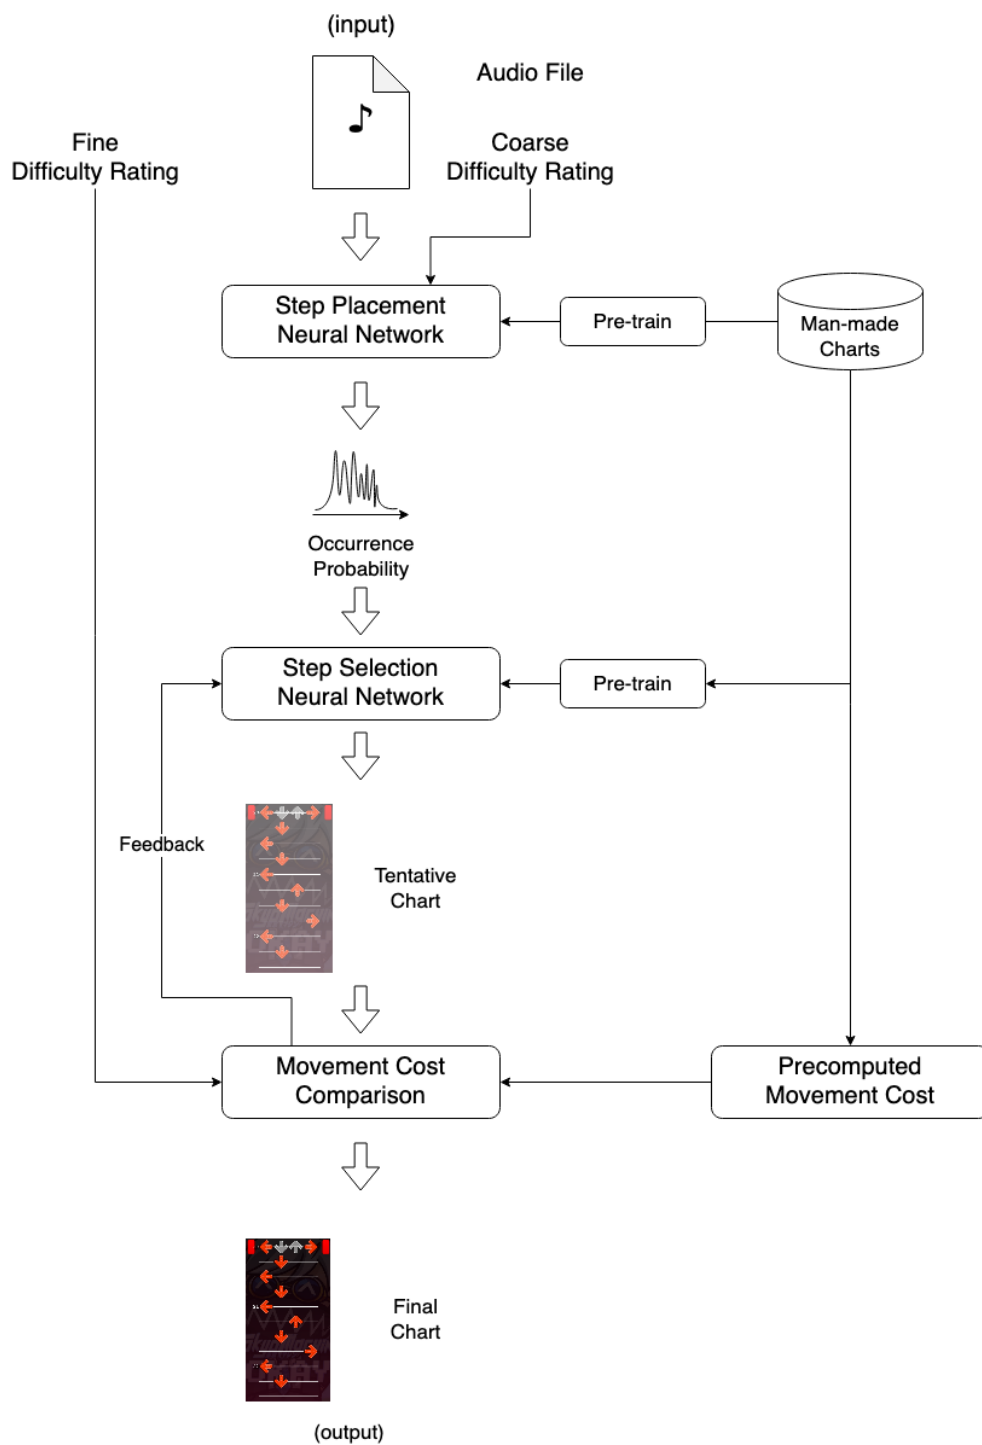 (input)
Audio File
Fine
Difficulty Rating
Coarse
Difficulty Rating
Step Placement
Neural Network
Pre-train
Man-made
Charts
Occurrence
Probability
Step Selection
Neural Network
Pre-train
Feedback
Tentative
Chart
Movement Cost
Comparison
Precomputed
Movement Cost
Final
Chart
(output)